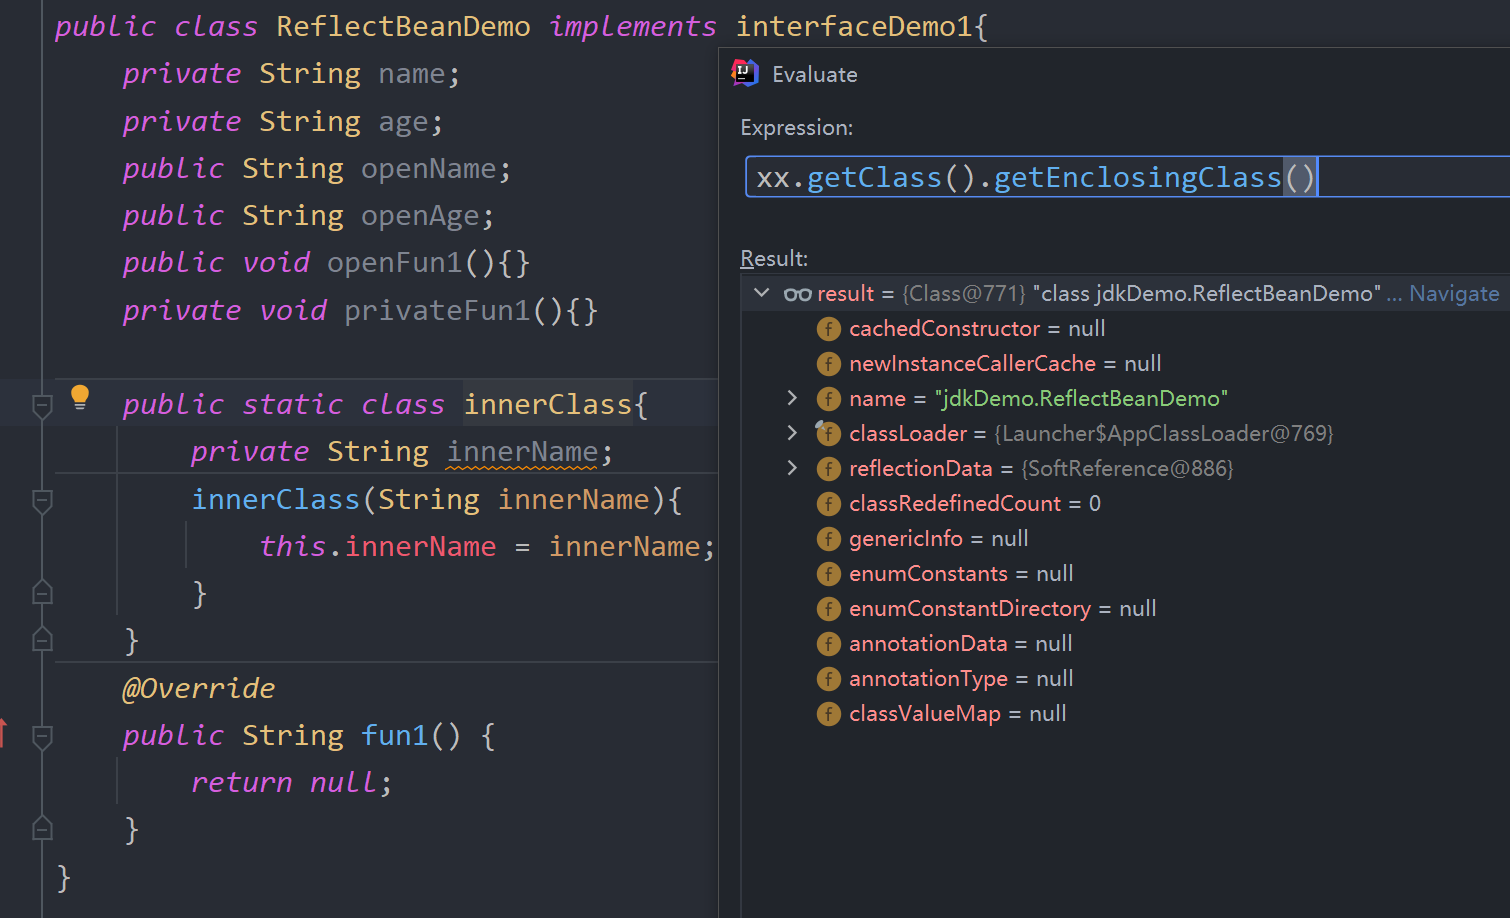 public class ReflectBeanDemo implements interfaceDemo1{
private String name;
private String age;
public String openName;
public String openAge;
public void openFun1(){}
private void privateFun1(){}
public static class innerClass{
private String innerName;
innerClass(String innerName){
this.innerName = innerName;
}
}
@Override
public String fun1() {
return null;
}
}
IJ
Evaluate
Expression:
xx.getClass().getEnclosingClass()
Result:
result = {Class@771} "class jdkDemo.ReflectBeanDemo" ... Navigate
f cachedConstructor = null
f newInstanceCallerCache = null
f name = "jdkDemo.ReflectBeanDemo"
f classLoader = {Launcher$AppClassLoader@769}
f reflectionData = {SoftReference@886}
f classRedefinedCount = 0
f genericInfo = null
f enumConstants = null
f enumConstantDirectory = null
f annotationData = null
f annotationType = null
f classValueMap = null